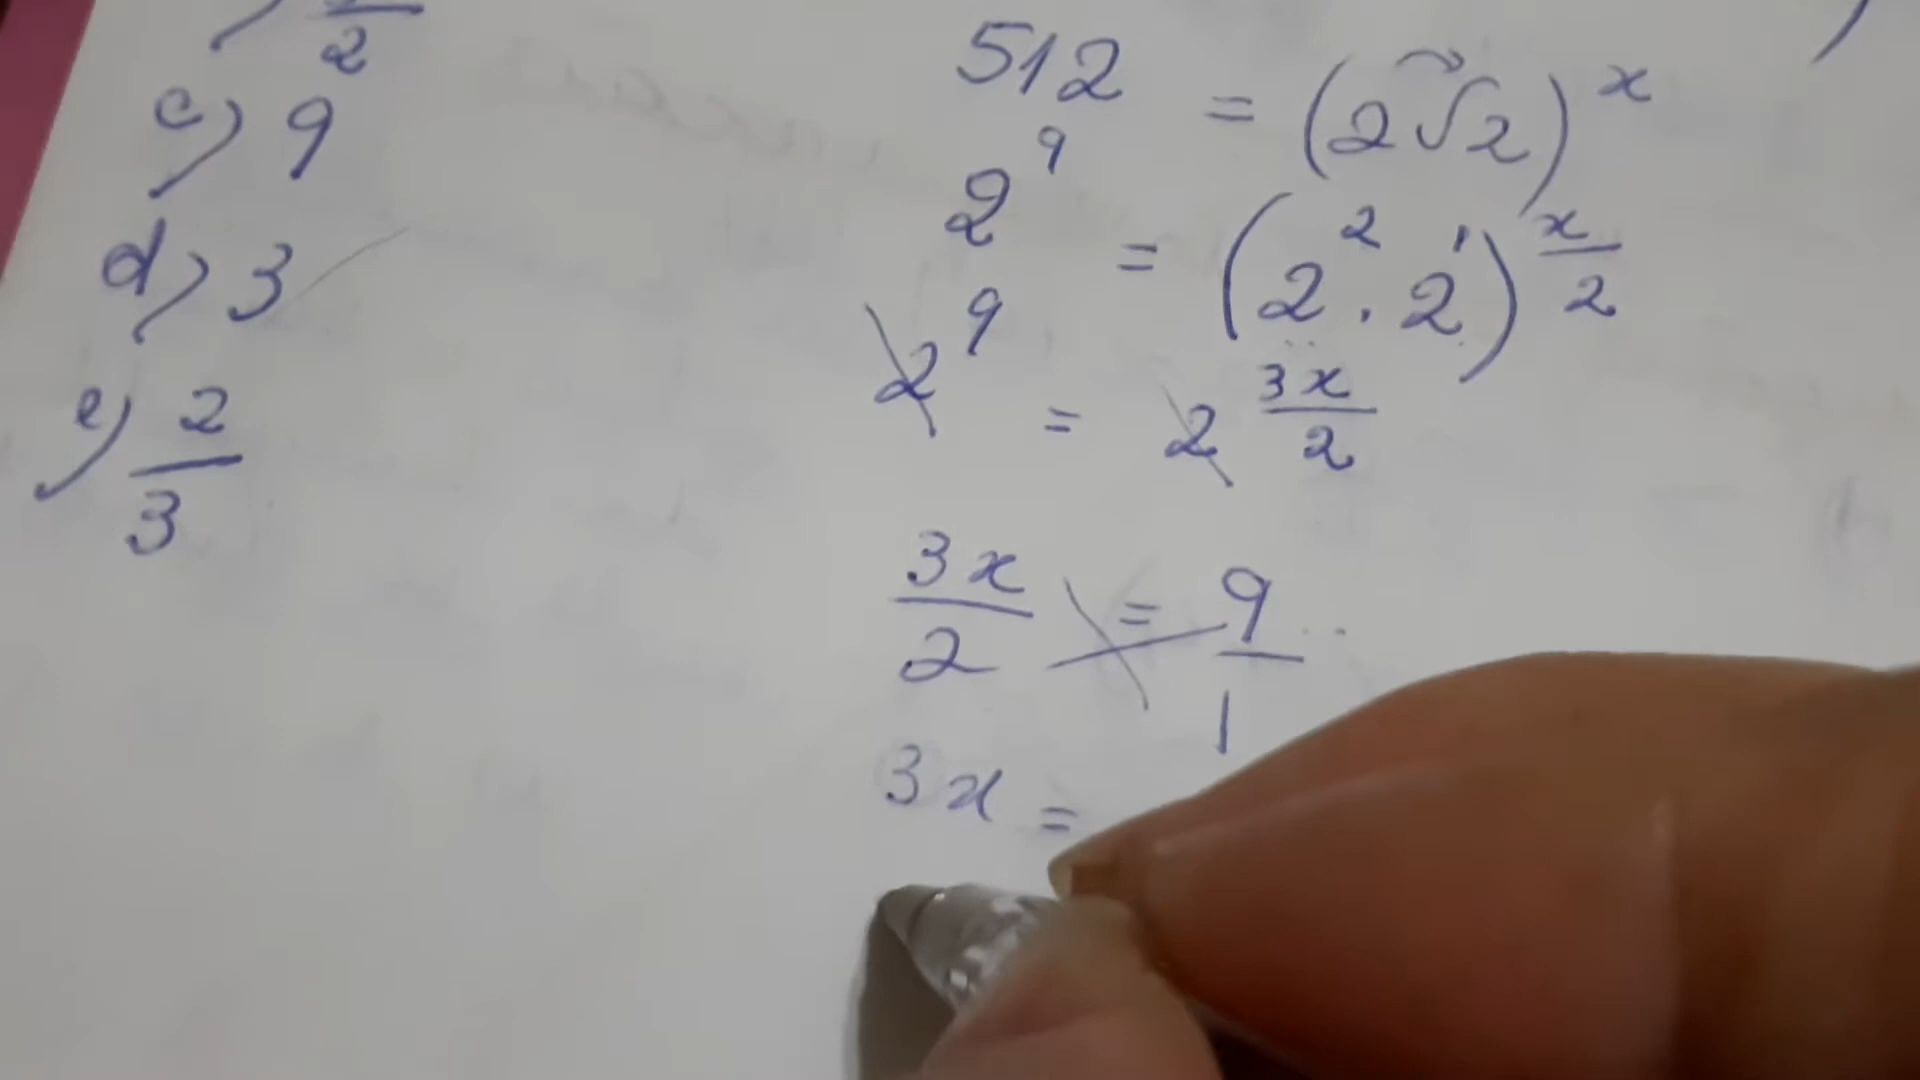 2
c) 9
d) 3
e) 2/3
512 = (2√2)^x
2^9 = (2^2 . 2^1)^(x/2)
2^9 = 2^(3x/2)
3x/2 = 9/1
3x =